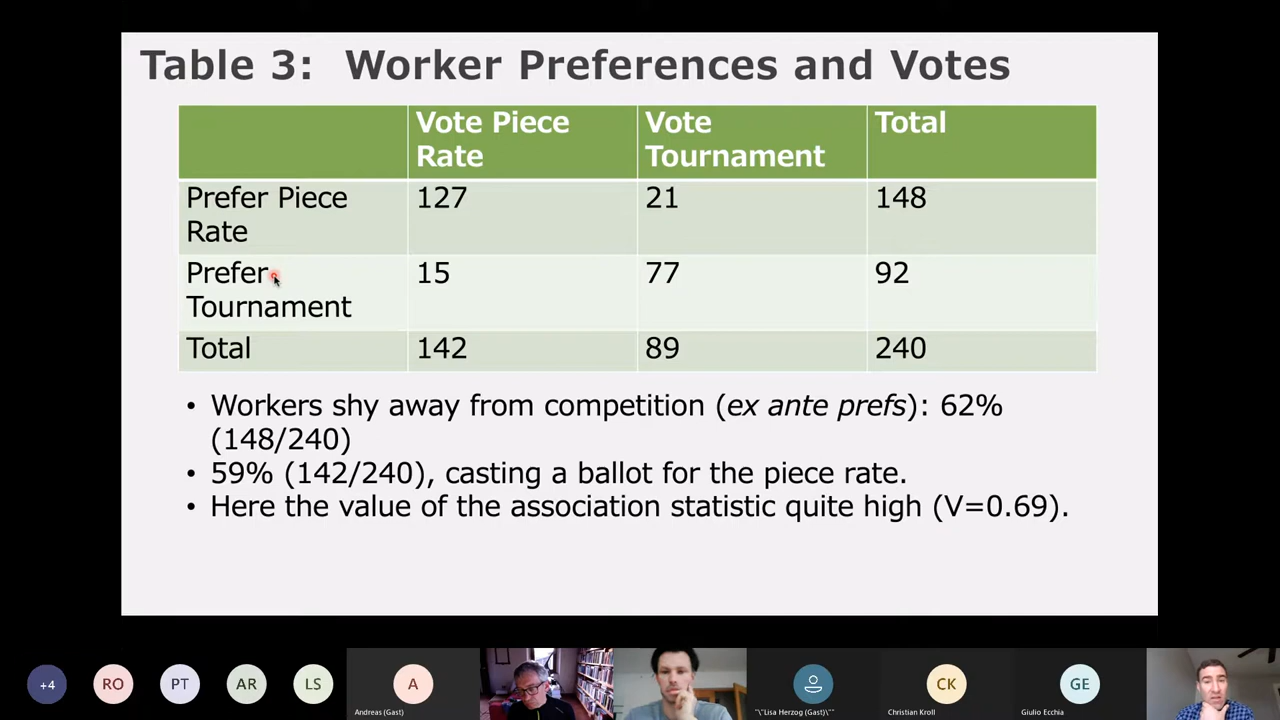 Table 3: Worker Preferences and Votes
Vote Piece Rate
Vote Tournament
Total
Prefer Piece Rate
127
21
148
Prefer Tournament
15
77
92
Total
142
89
240
• Workers shy away from competition (ex ante prefs): 62%
(148/240)
• 59% (142/240), casting a ballot for the piece rate.
• Here the value of the association statistic quite high (V=0.69).
+4
RO
PT
AR
LS
A
CK
GE
Andreas (Gast)
"\"Lisa Herzog (Gast)\""
Christian Kroll
Giulio Ecchia